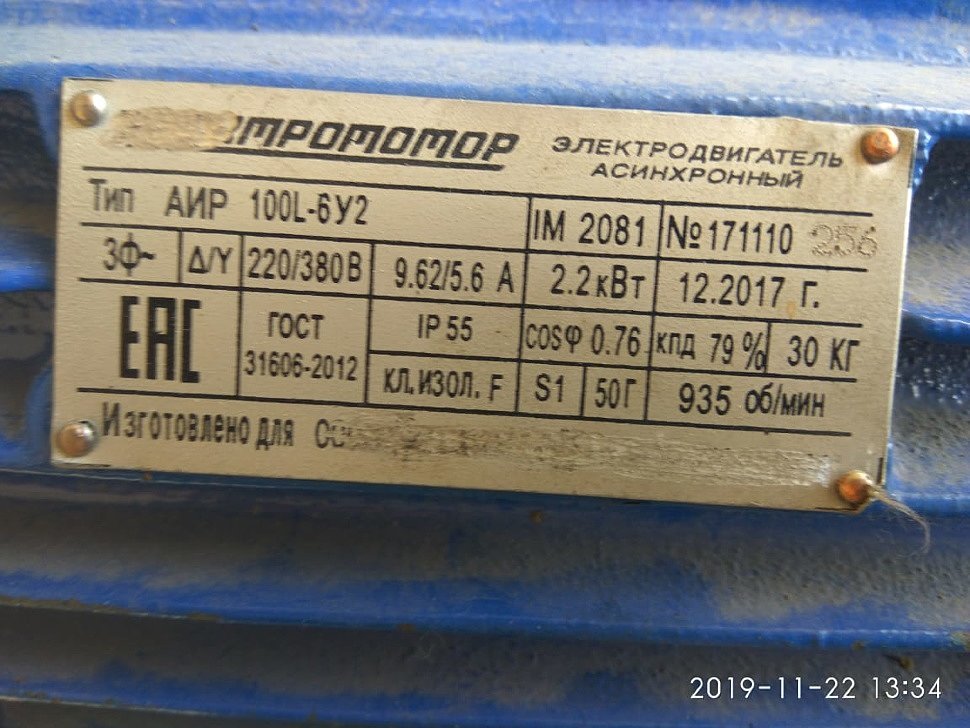 ЭЛЕКТРОДВИГАТЕЛЬ
АСИНХРОННЫЙ
Тип АИР 100L-6У2
IM 2081 №171110 256
3ф~ Δ/Y 220/380В 9.62/5.6 А 2.2кВт 12.2017 г.
ЕАС ГОСТ 31606-2012
IP 55 cosφ 0.76 кпд 79 % 30 КГ
КЛ.ИЗОЛ. F S1 50Г 935 об/мин
Изготовлено для
2019-11-22 13:34